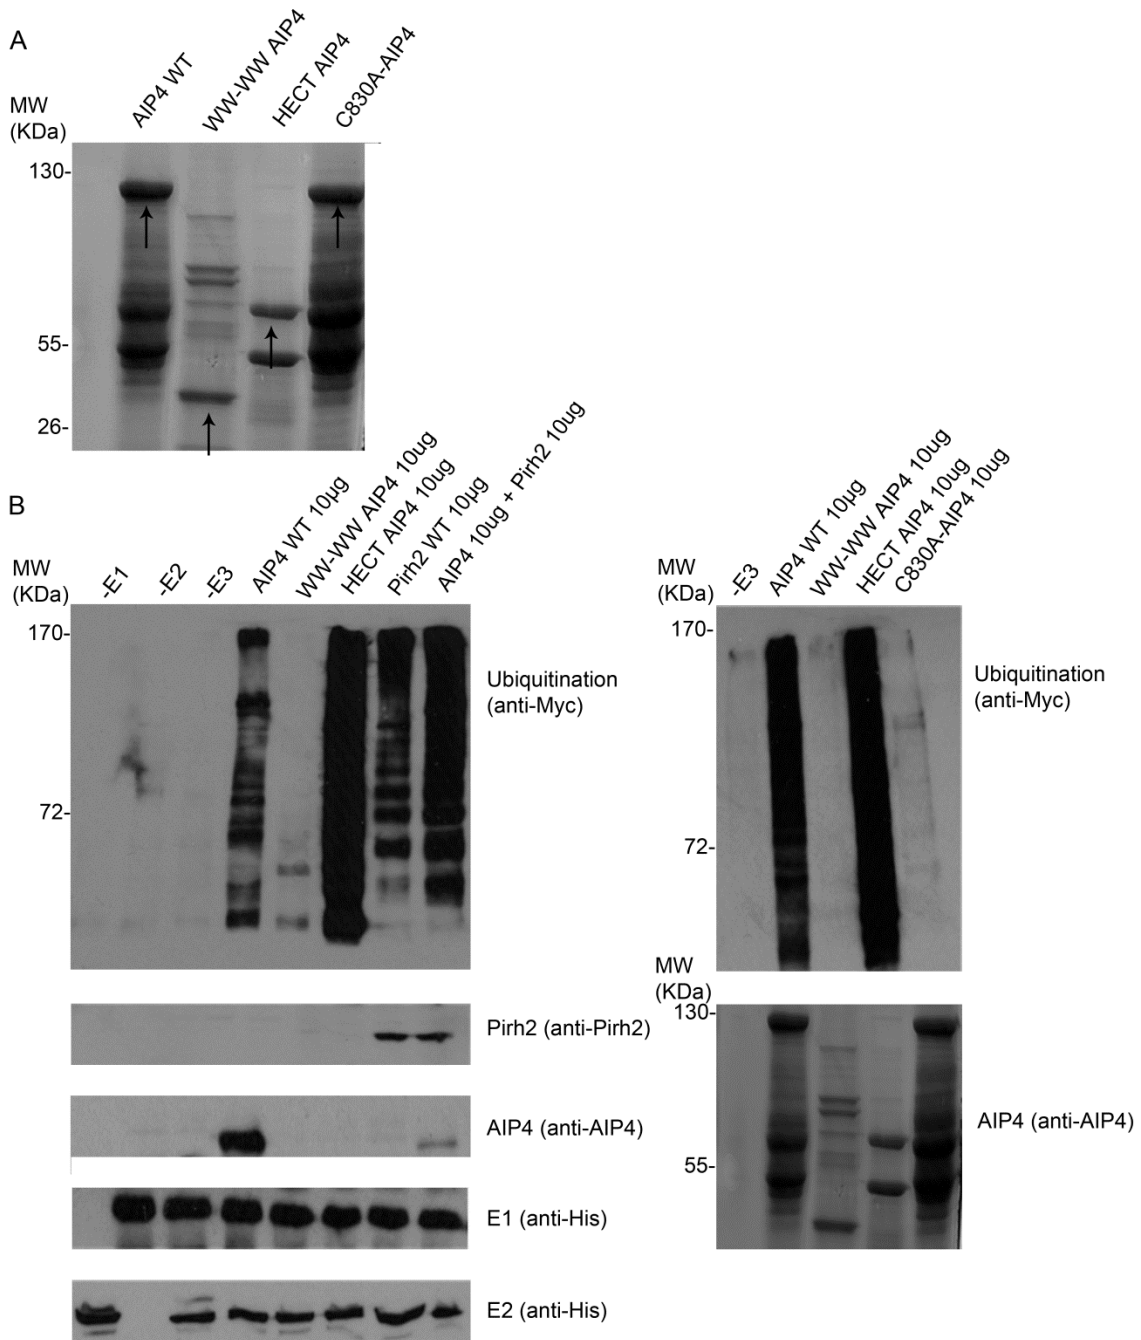 A
MW
(KDa)
AIP4 WT
WW-WW AIP4
HECT AIP4
C830A-AIP4
130-
55-
26-
B
MW
(KDa)
-E1
-E2
-E3
AIP4 WT 10µg
WW-WW AIP4 10ug
HECT AIP4 10ug
Pirh2 WT 10µg
AIP4 10ug + Pirh2 10ug
170-
72-
Ubiquitination
(anti-Myc)
Pirh2 (anti-Pirh2)
AIP4 (anti-AIP4)
E1 (anti-His)
E2 (anti-His)
MW
(KDa)
-E3
AIP4 WT 10µg
WW-WW AIP4 10ug
HECT AIP4 10ug
C830A-AIP4 10ug
170-
72-
Ubiquitination
(anti-Myc)
MW
(KDa)
130-
55-
AIP4 (anti-AIP4)